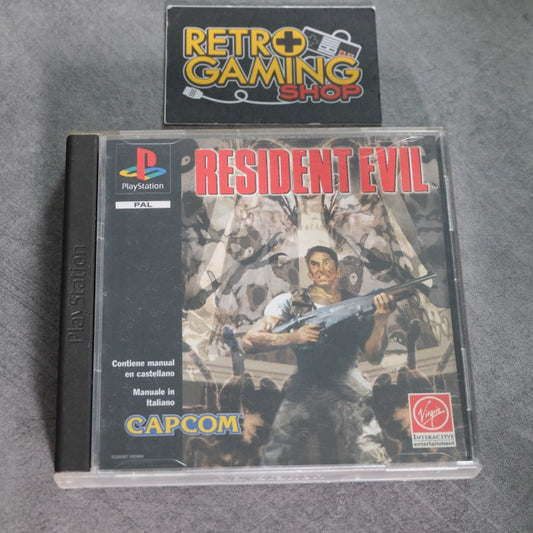 RETRO
GAMING
SHOP
PlayStation
PAL
RESIDENT EVIL
TM
PlayStation
Contiene manual
en castellano
Manuale in
Italiano
CAPCOM
Virgin
INTERACTIVE
entertainment